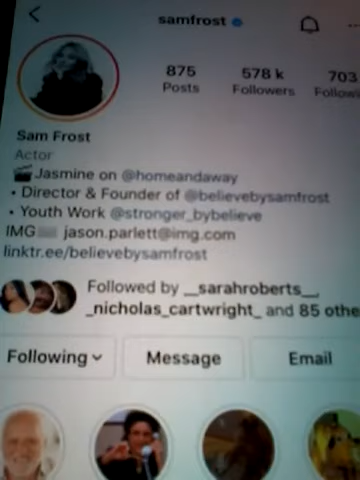 samfrost
875 578 k 703
Posts Followers Followi
Sam Frost
Actor
Jasmine on @homeandaway
• Director & Founder of @believebysamfrost
• Youth Work @stronger_bybelieve
IMG jason.parlett@img.com
linktr.ee/believebysamfrost
Followed by __sarahroberts__,
_nicholas_cartwright_ and 85 othe
Following Message Email